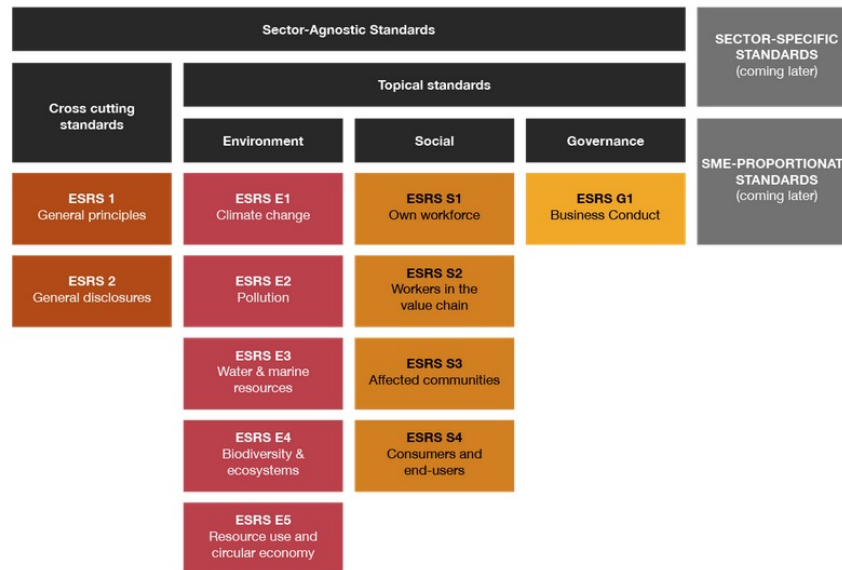 Sector-Agnostic Standards
SECTOR-SPECIFIC
STANDARDS
(coming later)
Cross cutting
standards
Topical standards
Environment
Social
Governance
SME-PROPORTIONAT
STANDARDS
(coming later)
ESRS 1
General principles
ESRS E1
Climate change
ESRS S1
Own workforce
ESRS G1
Business Conduct
ESRS 2
General disclosures
ESRS E2
Pollution
ESRS S2
Workers in the
value chain
ESRS E3
Water & marine
resources
ESRS S3
Affected communities
ESRS E4
Biodiversity &
ecosystems
ESRS S4
Consumers and
end-users
ESRS E5
Resource use and
circular economy